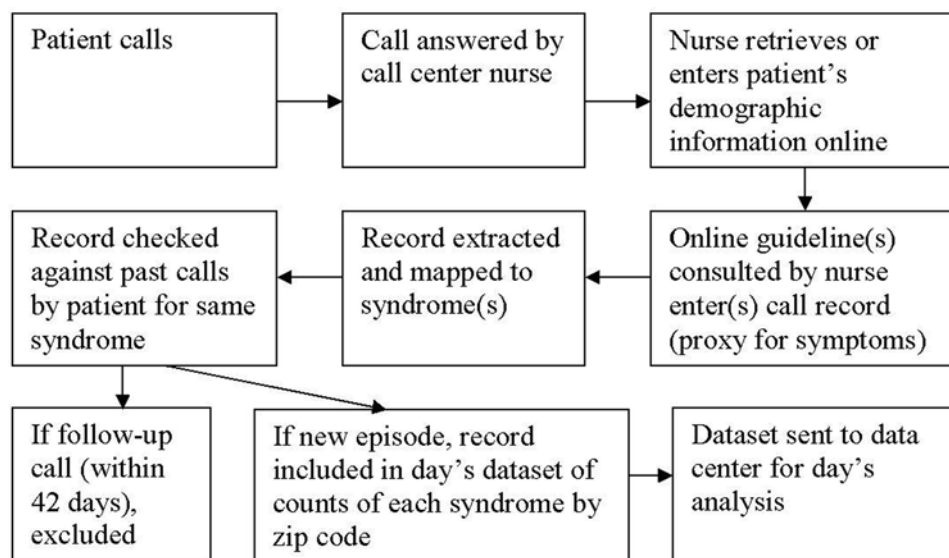 Patient calls
Call answered by
call center nurse
Nurse retrieves or
enters patient's
demographic
information online
Online guideline(s)
consulted by nurse
enter(s) call record
(proxy for symptoms)
Record extracted
and mapped to
syndrome(s)
Record checked
against past calls
by patient for same
syndrome
If follow-up
call (within
42 days),
excluded
If new episode, record
included in day's dataset of
counts of each syndrome by
zip code
Dataset sent to data
center for day's
analysis